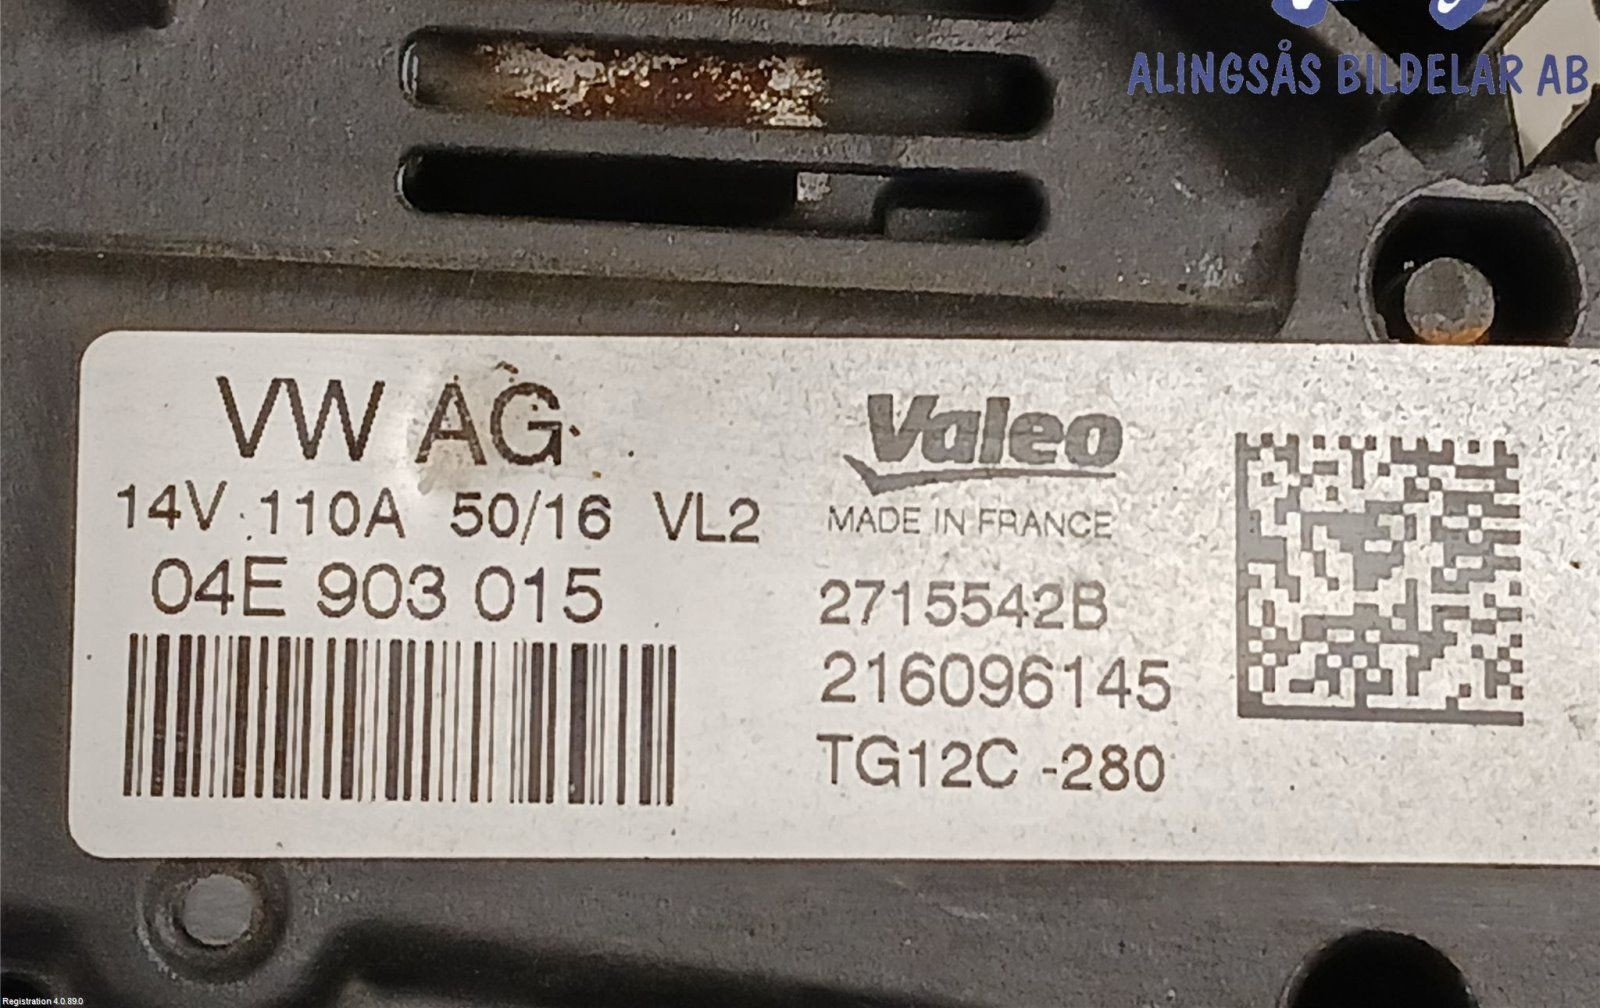 ALINGSÅS BILDELAR AB
VW AG
14V 110A 50/16 VL2
04E 903 015
Valeo
MADE IN FRANCE
2715542B
216096145
TG12C -280
Registration 4.0.89.0